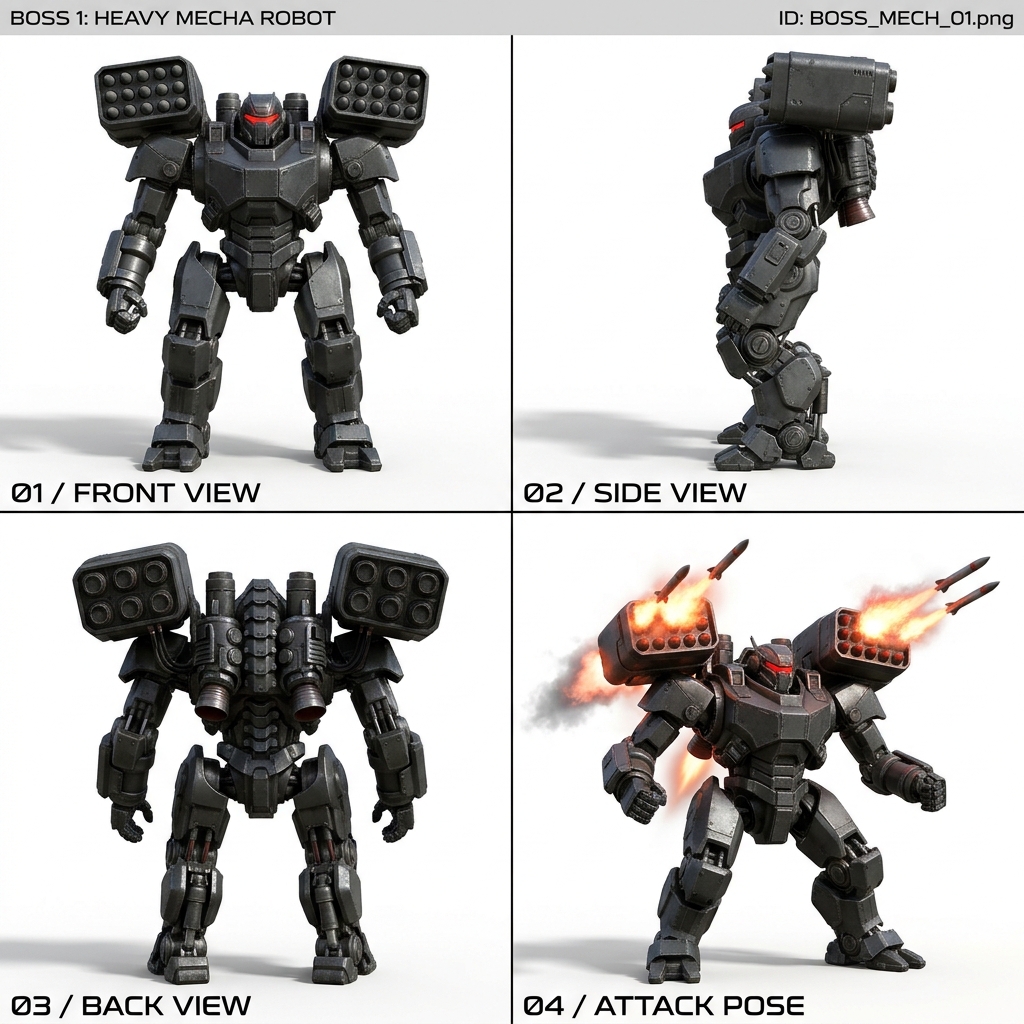 BOSS 1: HEAVY MECHA ROBOT
ID: BOSS_MECH_01.png
01 / FRONT VIEW
02 / SIDE VIEW
03 / BACK VIEW
04 / ATTACK POSE